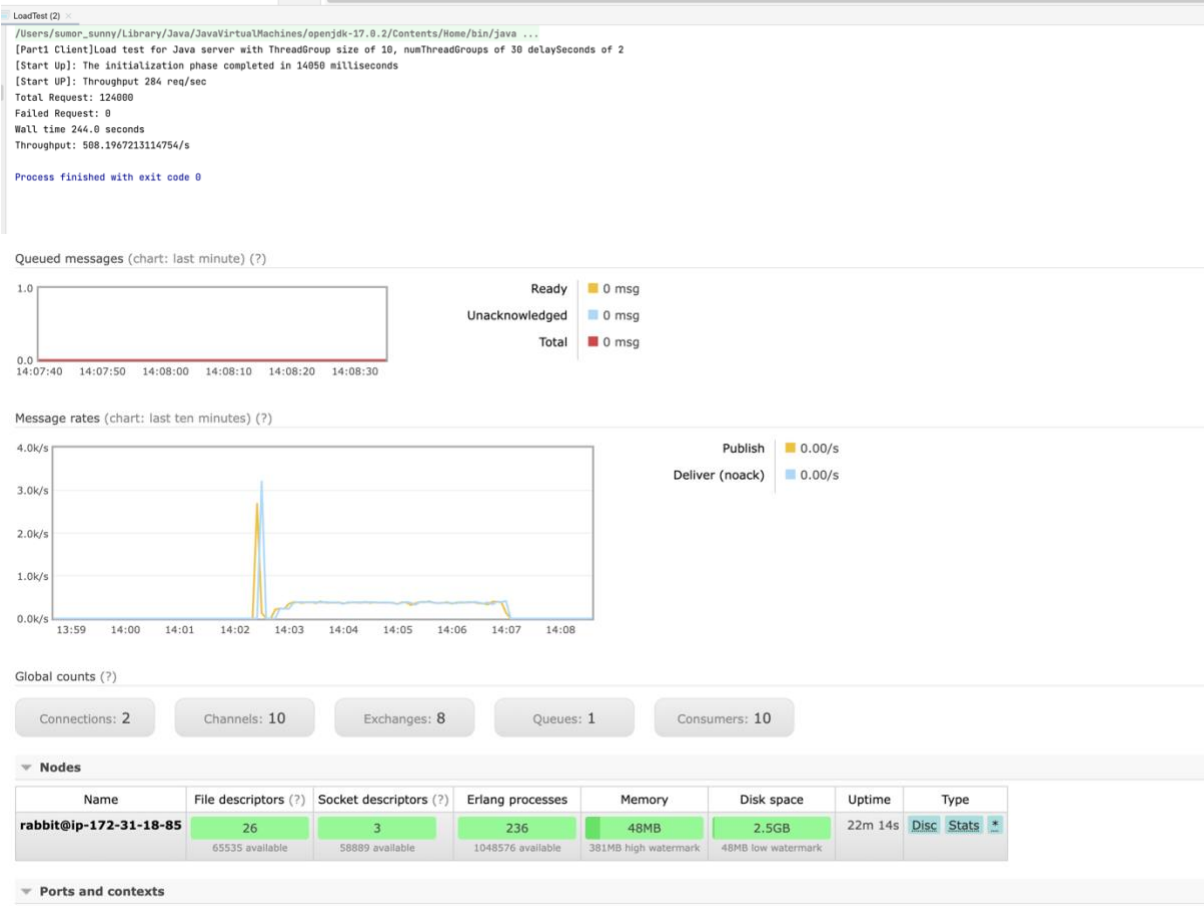 LoadTest (2) ×
/Users/sumor_sunny/Library/Java/JavaVirtualMachines/openjdk-17.0.2/Contents/Home/bin/java ...
[Part1 Client]Load test for Java server with ThreadGroup size of 10, numThreadGroups of 30 delaySeconds of 2
[Start Up]: The initialization phase completed in 14050 milliseconds
[Start UP]: Throughput 284 req/sec
Total Request: 124000
Failed Request: 0
Wall time 244.0 seconds
Throughput: 508.1967213114754/s
Process finished with exit code 0
Queued messages (chart: last minute) (?)
1.0
0.0
14:07:40 14:07:50 14:08:00 14:08:10 14:08:20 14:08:30
Ready 0 msg
Unacknowledged 0 msg
Total 0 msg
Message rates (chart: last ten minutes) (?)
4.0k/s
3.0k/s
2.0k/s
1.0k/s
0.0k/s
13:59 14:00 14:01 14:02 14:03 14:04 14:05 14:06 14:07 14:08
Publish 0.00/s
Deliver (noack) 0.00/s
Global counts (?)
Connections: 2 Channels: 10 Exchanges: 8 Queues: 1 Consumers: 10
Nodes
Name File descriptors (?) Socket descriptors (?) Erlang processes Memory Disk space Uptime Type
rabbit@ip-172-31-18-85 26 3 236 48MB 2.5GB 22m 14s Disc Stats *
65535 available 58889 available 1048576 available 381MB high watermark 48MB low watermark
Ports and contexts